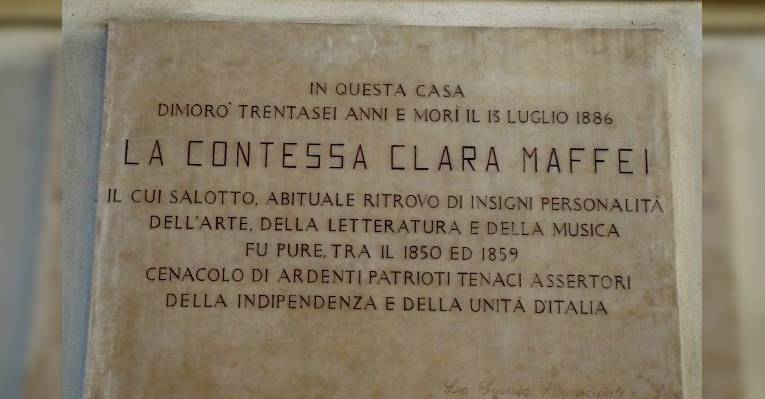 IN QUESTA CASA
DIMORO' TRENTASEI ANNI E MORÌ IL 13 LUGLIO 1886
LA CONTESSA CLARA MAFFEI
IL CUI SALOTTO, ABITUALE RITROVO DI INSIGNI PERSONALITÀ
DELL'ARTE, DELLA LETTERATURA E DELLA MUSICA
FU PURE, TRA IL 1850 ED 1859
CENACOLO DI ARDENTI PATRIOTI TENACI ASSERTORI
DELLA INDIPENDENZA E DELLA UNITÀ D'ITALIA